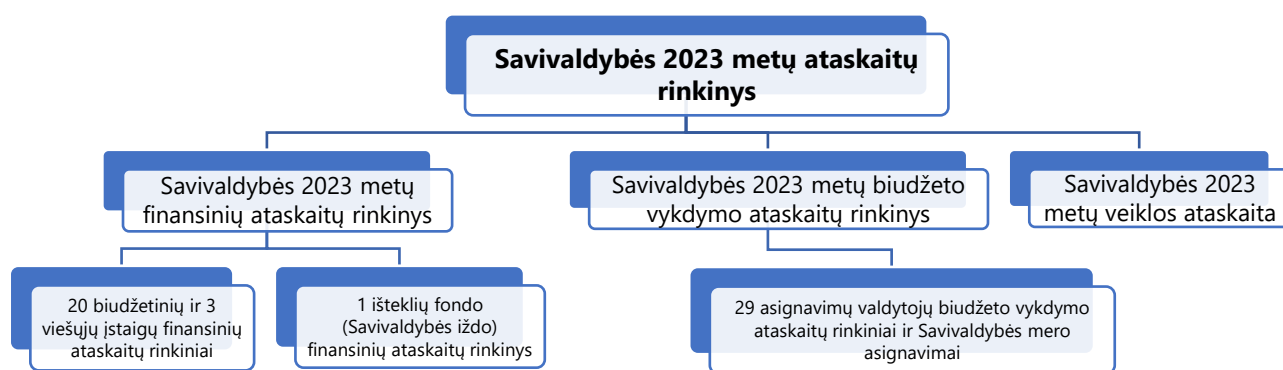 Savivaldybės 2023 metų ataskaitų
rinkinys
Savivaldybės 2023 metų
finansinių ataskaitų rinkinys
Savivaldybės 2023 metų biudžeto
vykdymo ataskaitų rinkinys
Savivaldybės 2023
metų veiklos ataskaita
20 biudžetinių ir 3
viešųjų įstaigų finansinių
ataskaitų rinkiniai
1 išteklių fondo
(Savivaldybės iždo)
finansinių ataskaitų rinkinys
29 asignavimų valdytojų biudžeto vykdymo
ataskaitų rinkiniai ir Savivaldybės mero
asignavimai